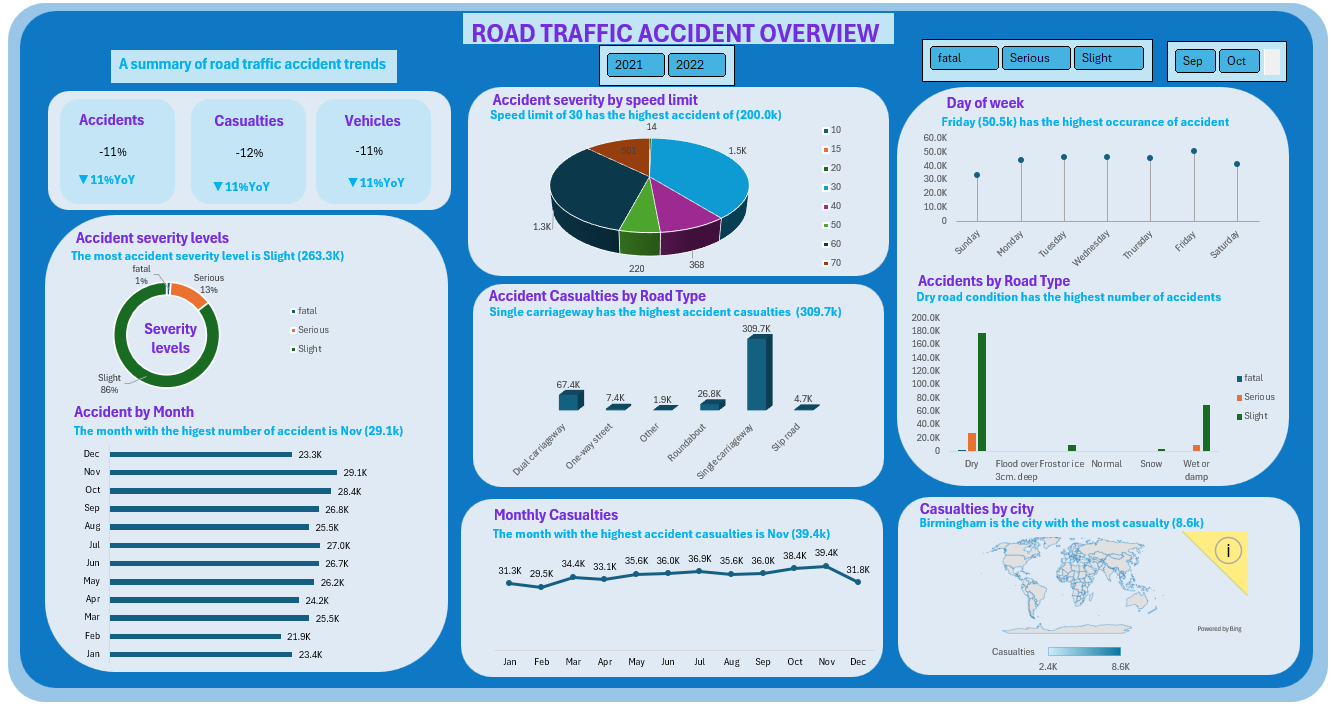 ROAD TRAFFIC ACCIDENT OVERVIEW
A summary of road traffic accident trends
2021
2022
fatal
Serious
Slight
Sep
Oct
Accidents
-11%
▼11%YoY
Casualties
-12%
▼11%YoY
Vehicles
-11%
▼11%YoY
Accident severity levels
The most accident severity level is Slight (263.3K)
fatal
1%
Serious
13%
Slight
86%
Severity
levels
fatal
Serious
Slight
Accident by Month
The month with the higest number of accident is Nov (29.1k)
Dec 23.3K
Nov 29.1K
Oct 28.4K
Sep 26.8K
Aug 25.5K
Jul 27.0K
Jun 26.7K
May 26.2K
Apr 24.2K
Mar 25.5K
Feb 21.9K
Jan 23.4K
Accident severity by speed limit
Speed limit of 30 has the highest accident of (200.0k)
14
501
1.5K
1.3K
220
368
10
15
20
30
40
50
60
70
Accident Casualties by Road Type
Single carriageway has the highest accident casualties (309.7k)
67.4K
7.4K
1.9K
26.8K
309.7K
4.7K
Dual carriageway
One-way street
Other
Roundabout
Single carriageway
Slip road
Monthly Casualties
The month with the highest accident casualties is Nov (39.4k)
31.3K 29.5K 34.4K 33.1K 35.6K 36.0K 36.9K 35.6K 36.0K 38.4K 39.4K 31.8K
Jan Feb Mar Apr May Jun Jul Aug Sep Oct Nov Dec
Day of week
Friday (50.5k) has the highest occurance of accident
60.0K
50.0K
40.0K
30.0K
20.0K
10.0K
0
Sunday
Monday
Tuesday
Wednesday
Thursday
Friday
Saturday
Accidents by Road Type
Dry road condition has the highest number of accidents
200.0K
180.0K
160.0K
140.0K
120.0K
100.0K
80.0K
60.0K
40.0K
20.0K
0
Dry
Flood over
3cm. deep
Frost or ice
Normal
Snow
Wet or
damp
fatal
Serious
Slight
Casualties by city
Birmingham is the city with the most casualty (8.6k)
i
Powered by Bing
Casualties
2.4K 8.6K